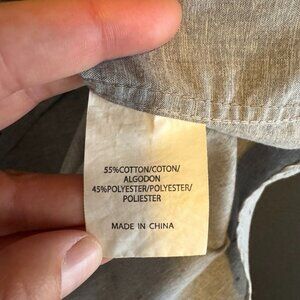 55%COTTON/COTON/
ALGODON
45%POLYESTER/POLYESTER/
POLIESTER
MADE IN CHINA